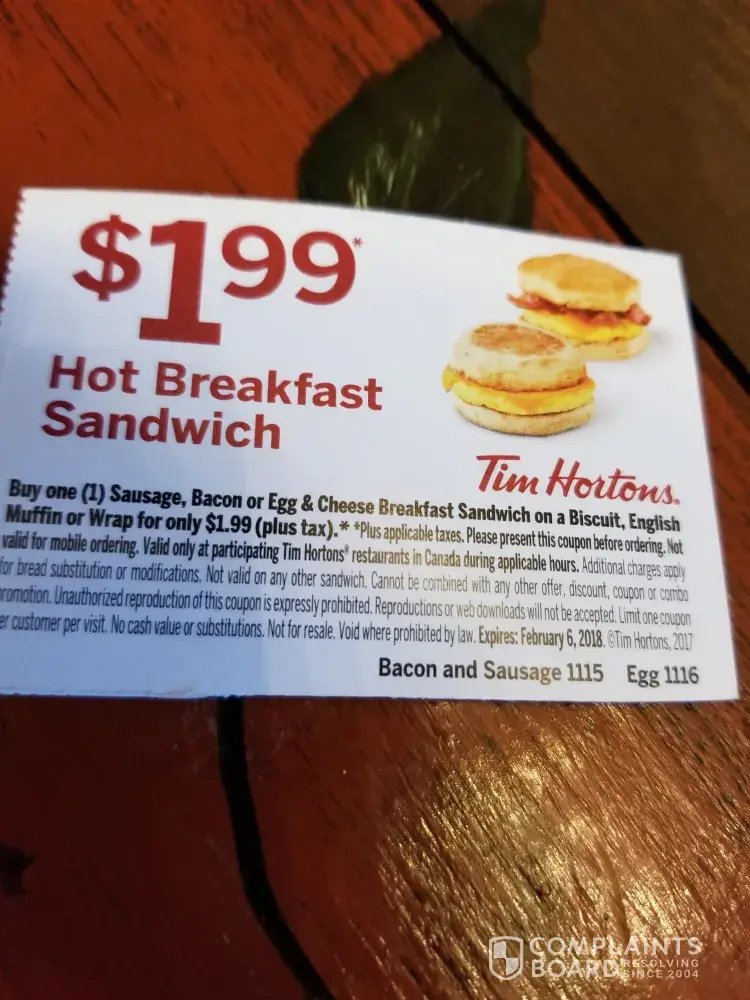 $1.99*
Hot Breakfast
Sandwich
Tim Hortons.
Buy one (1) Sausage, Bacon or Egg & Cheese Breakfast Sandwich on a Biscuit, English
Muffin or Wrap for only $1.99 (plus tax).* *Plus applicable taxes. Please present this coupon before ordering. Not
valid for mobile ordering. Valid only at participating Tim Hortons® restaurants in Canada during applicable hours. Additional charges apply
for bread substitution or modifications. Not valid on any other sandwich. Cannot be combined with any other offer, discount, coupon or combo
romotion. Unauthorized reproduction of this coupon is expressly prohibited. Reproductions or web downloads will not be accepted. Limit one coupon
er customer per visit. No cash value or substitutions. Not for resale. Void where prohibited by law. Expires: February 6, 2018. ©Tim Hortons, 2017
Bacon and Sausage 1115 Egg 1116
COMPLAINTS
BOARD RESOLVING
SINCE 2004